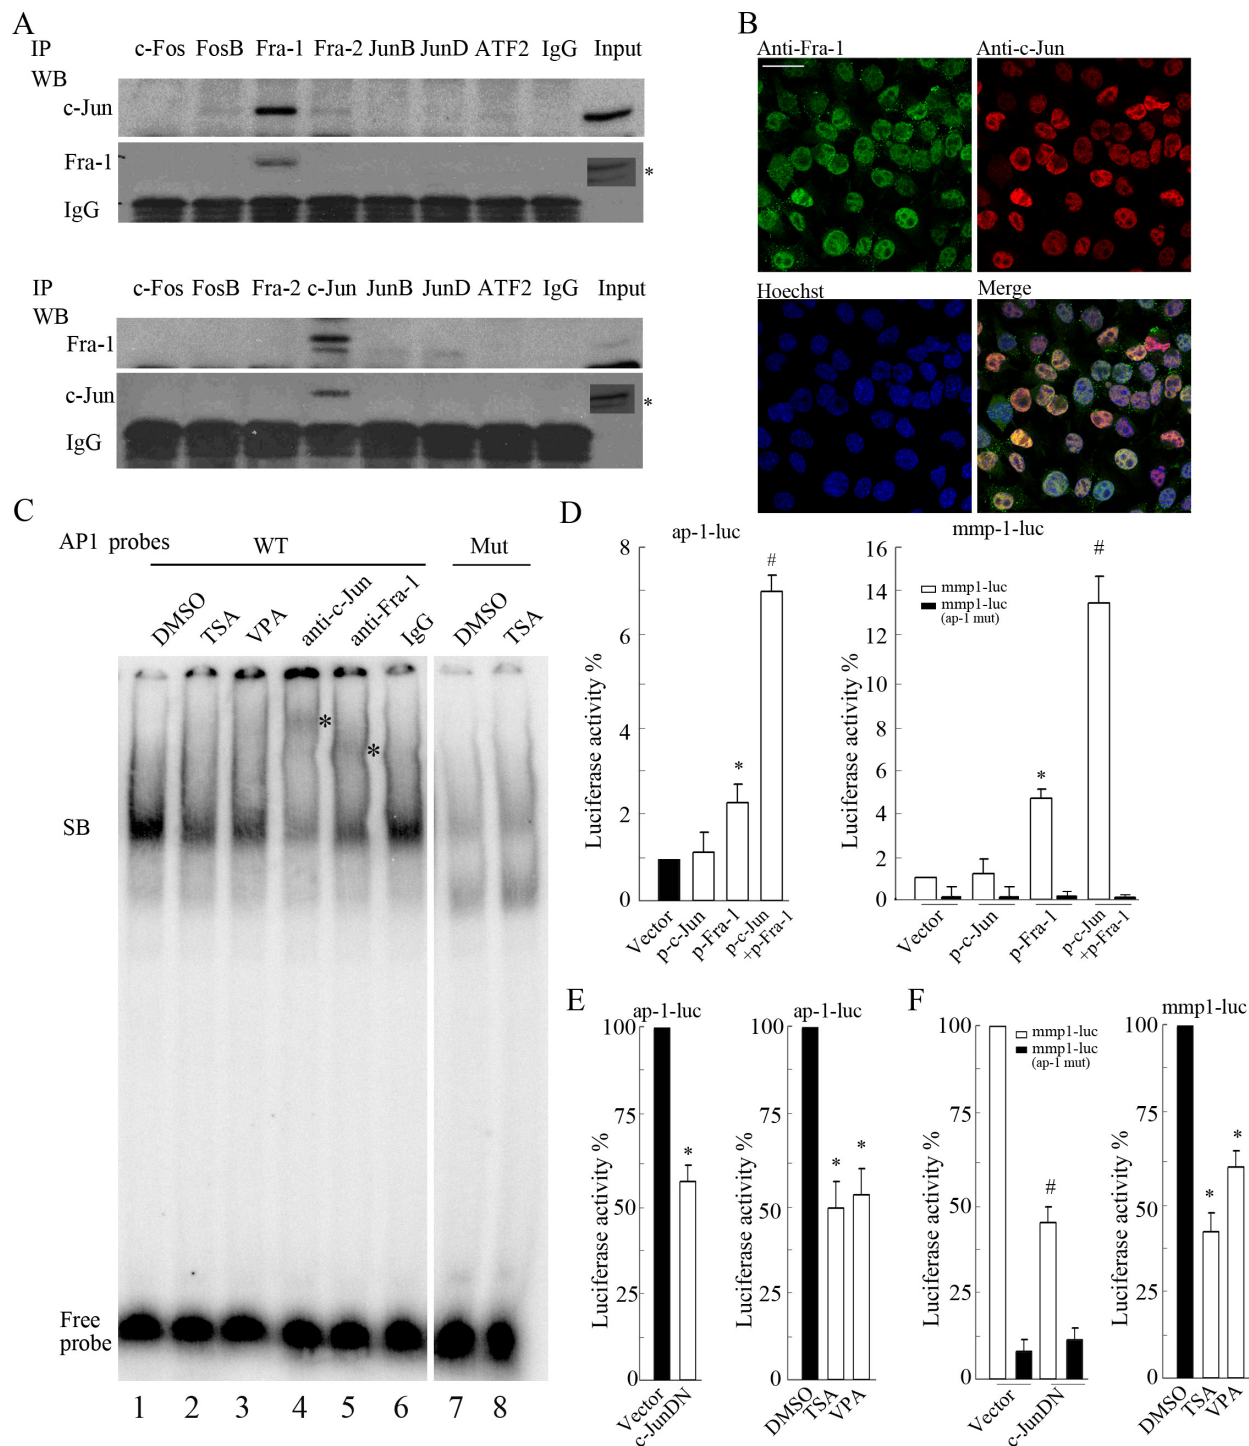 A
IP c-Fos FosB Fra-1 Fra-2 JunB JunD ATF2 IgG Input
WB
c-Jun
Fra-1 *
IgG
IP c-Fos FosB Fra-2 c-Jun JunB JunD ATF2 IgG Input
WB
Fra-1
c-Jun *
IgG
B
Anti-Fra-1 Anti-c-Jun
Hoechst Merge
C
AP1 probes WT Mut
DMSO TSA VPA anti-c-Jun anti-Fra-1 IgG DMSO TSA
* *
SB
Free
probe
1 2 3 4 5 6 7 8
D
ap-1-luc
Luciferase activity %
8
6
4
2
0
* #
Vector p-c-Jun p-Fra-1 p-c-Jun
+p-Fra-1
mmp-1-luc
Luciferase activity %
16
14
12
10
16
14
6
4
2
0
mmp1-luc
mmp1-luc
(ap-1 mut)
* #
Vector p-c-Jun p-Fra-1 p-c-Jun
+p-Fra-1
E
ap-1-luc
Luciferase activity %
100
75
50
25
0
*
Vector c-JunDN
ap-1-luc
Luciferase activity %
100
75
50
25
0
* *
DMSO TSA VPA
F
Luciferase activity %
100
75
50
25
0
mmp1-luc
mmp1-luc
(ap-1 mut)
#
Vector c-JunDN
mmp1-luc
Luciferase activity %
100
75
50
25
0
* *
DMSO TSA VPA